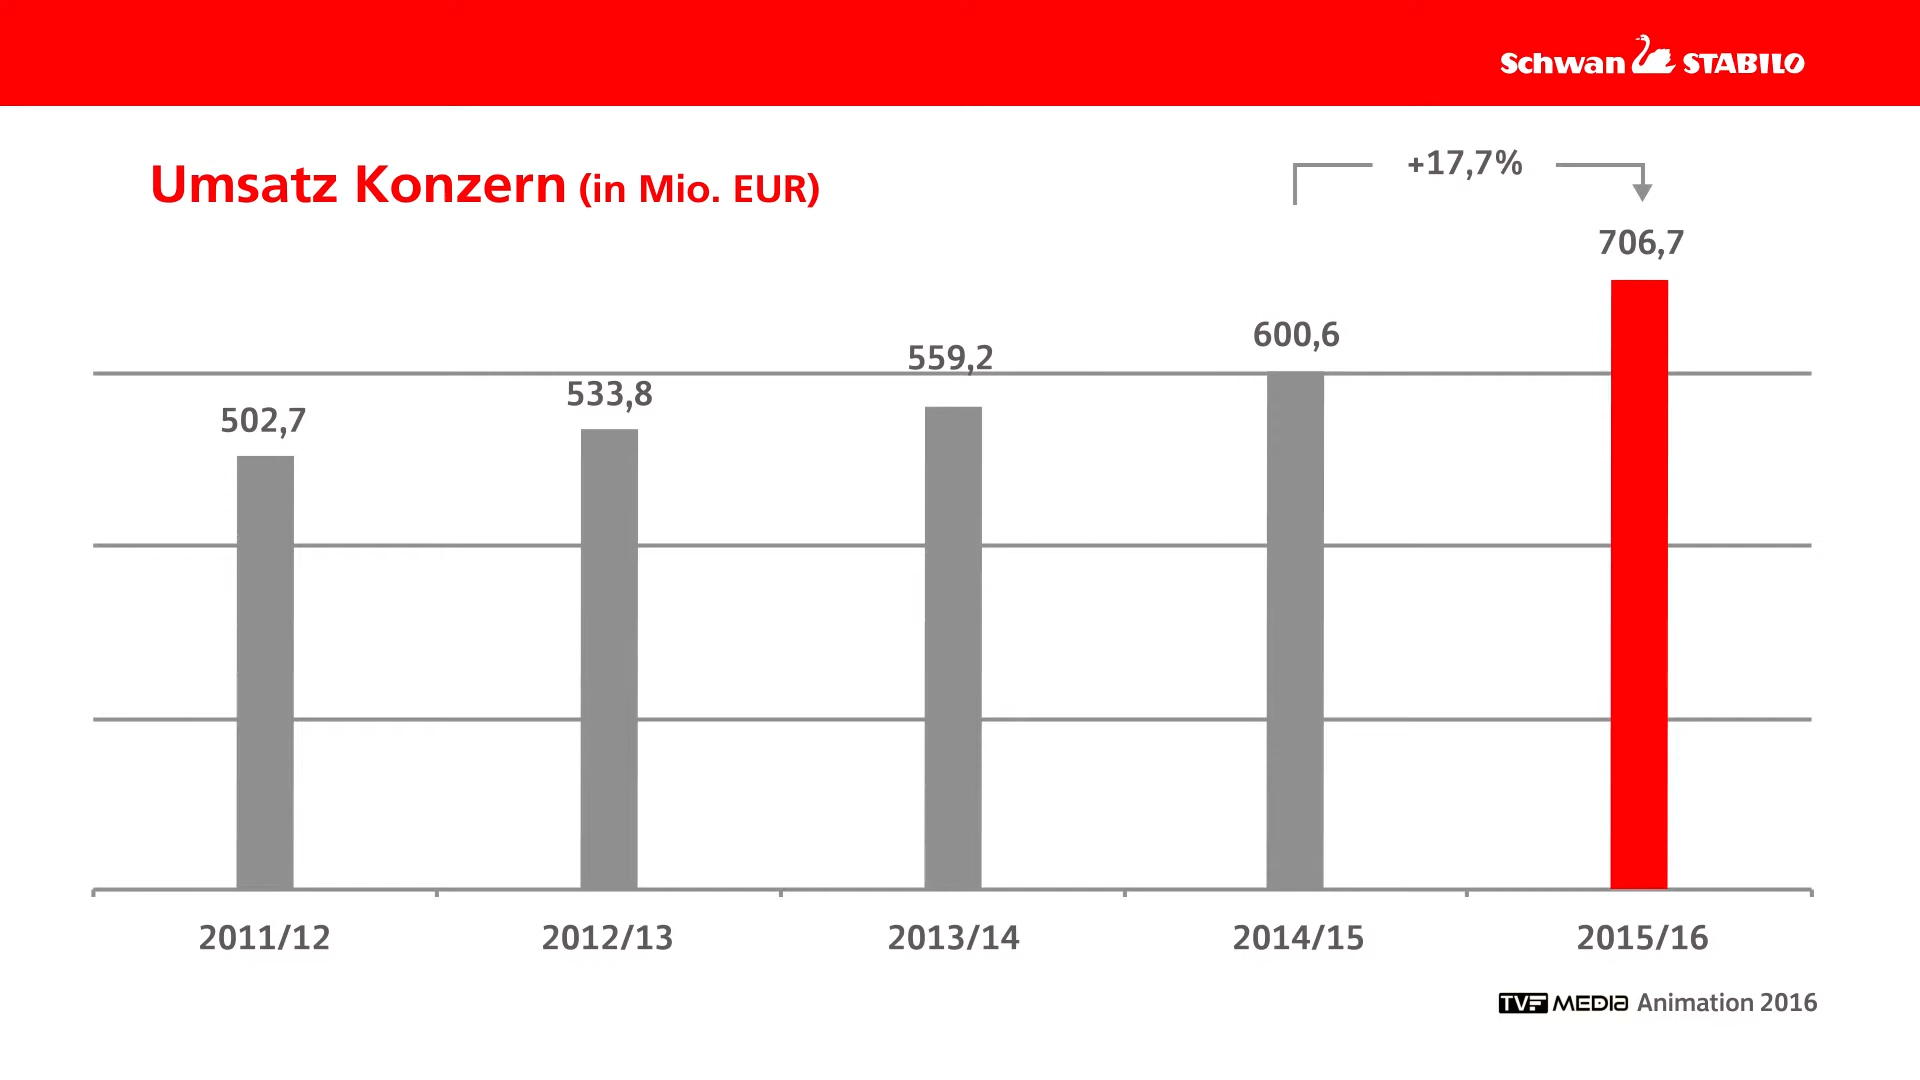 Schwan STABILO
Umsatz Konzern (in Mio. EUR)
+17,7%
706,7
600,6
559,2
533,8
502,7
2011/12 2012/13 2013/14 2014/15 2015/16
TVF MEDIA Animation 2016